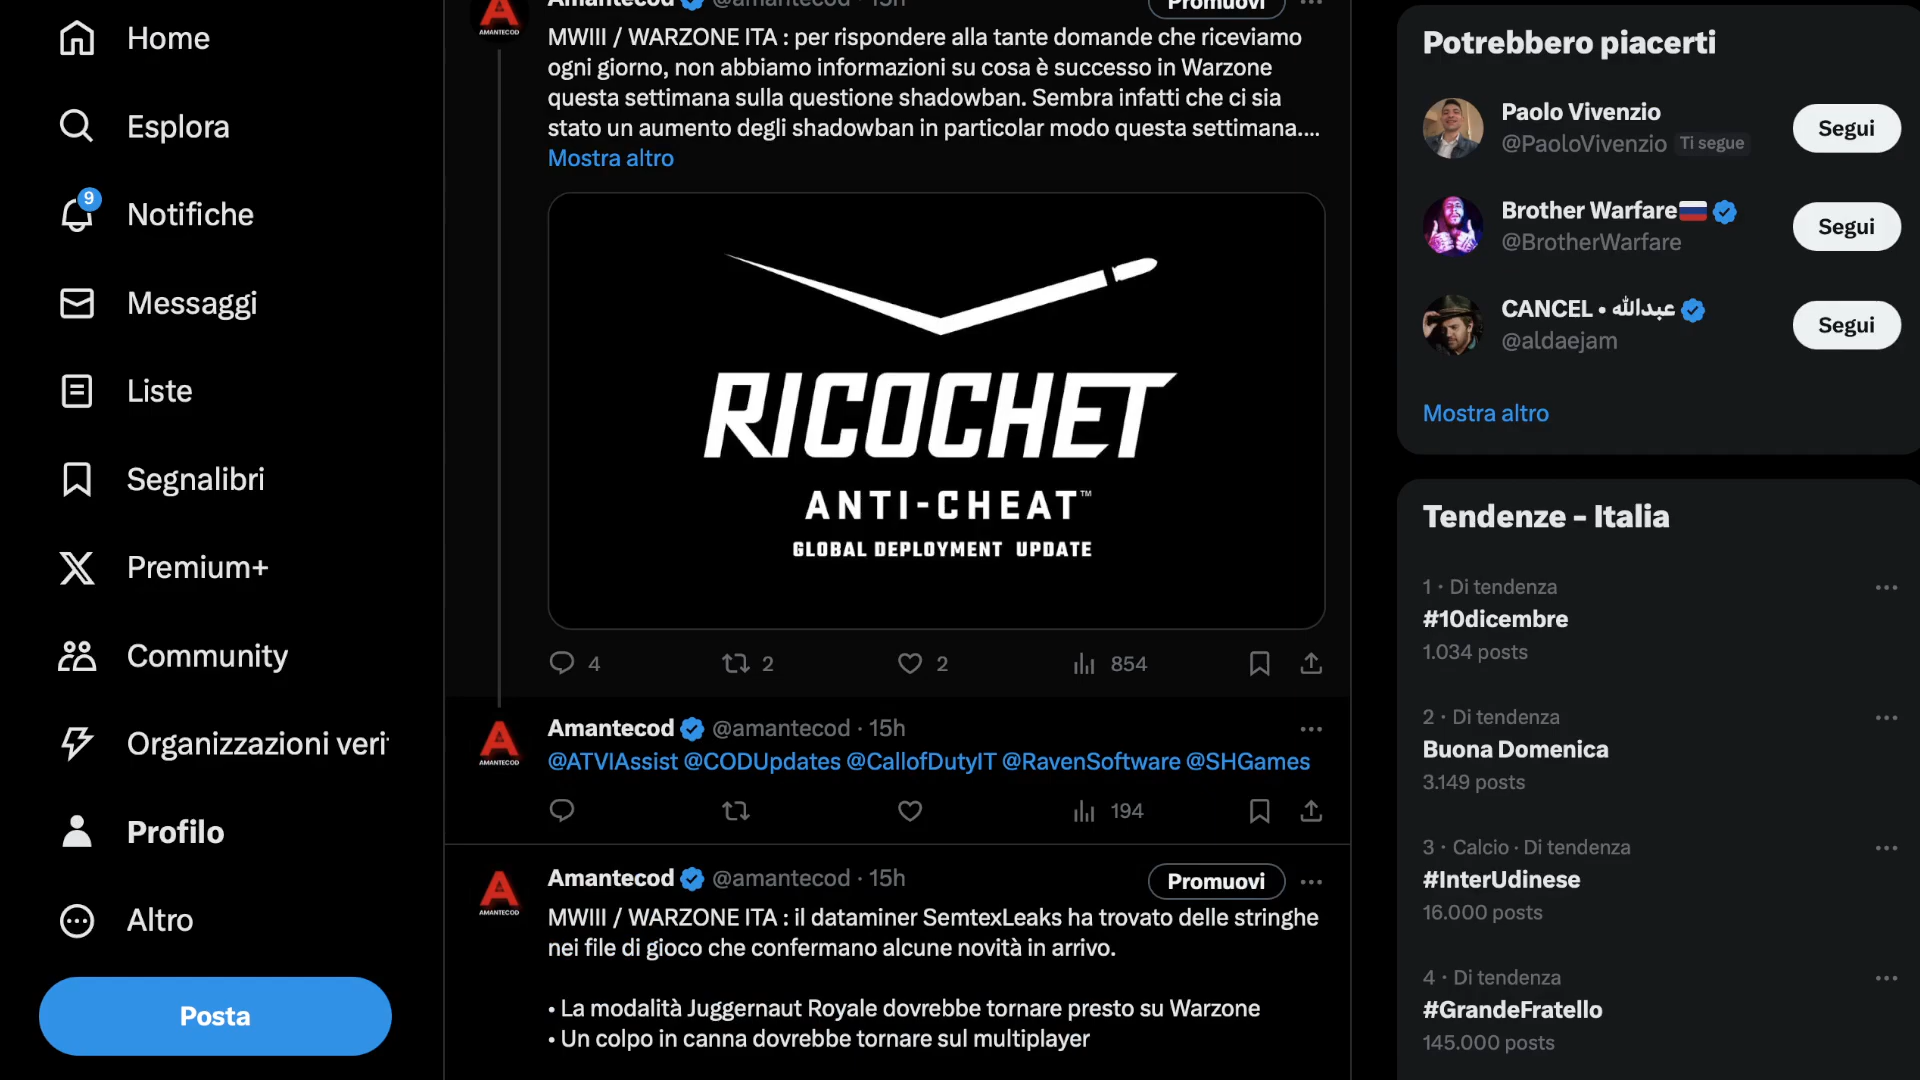 Home
Esplora
9
Notifiche
Messaggi
Liste
Segnalibri
Premium+
Community
Organizzazioni veri
Profilo
Altro
Posta
Amantecod @amantecod · 15h
Promuovi
MWIII / WARZONE ITA : per rispondere alla tante domande che riceviamo
ogni giorno, non abbiamo informazioni su cosa è successo in Warzone
questa settimana sulla questione shadowban. Sembra infatti che ci sia
stato un aumento degli shadowban in particolar modo questa settimana....
Mostra altro
AMANTECOD
RICOCHET
ANTI-CHEAT™
GLOBAL DEPLOYMENT UPDATE
4 2 2 854
AMANTECOD
Amantecod @amantecod · 15h
@ATVIAssist @CODUpdates @CallofDutyIT @RavenSoftware @SHGames
194
AMANTECOD
Amantecod @amantecod · 15h
Promuovi
MWIII / WARZONE ITA : il dataminer SemtexLeaks ha trovato delle stringhe
nei file di gioco che confermano alcune novità in arrivo.
• La modalità Juggernaut Royale dovrebbe tornare presto su Warzone
• Un colpo in canna dovrebbe tornare sul multiplayer
Potrebbero piacerti
Paolo Vivenzio
@PaoloVivenzio Ti segue
Segui
Brother Warfare
@BrotherWarfare
Segui
CANCEL • عبدالله
@aldaejam
Segui
Mostra altro
Tendenze - Italia
1 · Di tendenza
#10dicembre
1.034 posts
2 · Di tendenza
Buona Domenica
3.149 posts
3 · Calcio · Di tendenza
#InterUdinese
16.000 posts
4 · Di tendenza
#GrandeFratello
145.000 posts